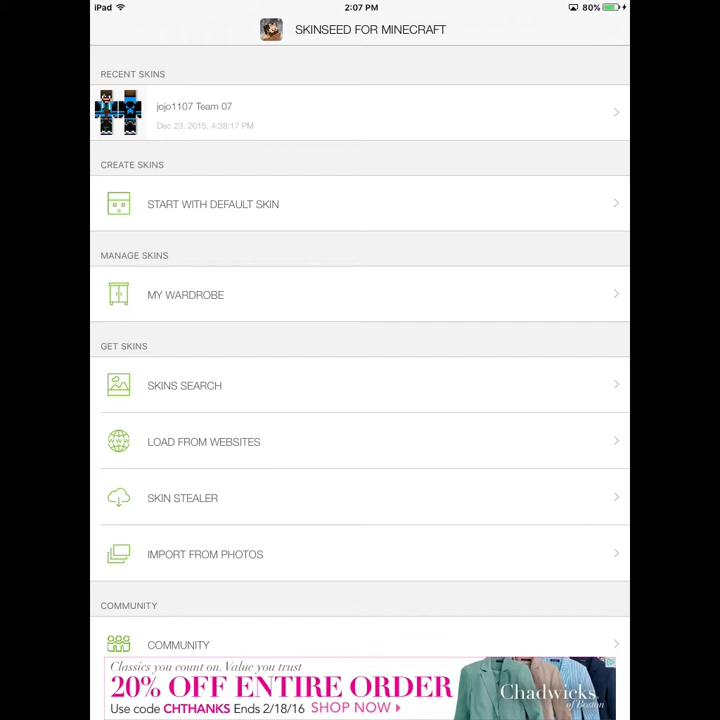 iPad 2:07 PM 80%
SKINSEED FOR MINECRAFT
RECENT SKINS
jojo1107 Team 07
Dec 23, 2015, 4:38:17 PM
CREATE SKINS
START WITH DEFAULT SKIN
MANAGE SKINS
MY WARDROBE
GET SKINS
SKINS SEARCH
WWW
LOAD FROM WEBSITES
SKIN STEALER
IMPORT FROM PHOTOS
COMMUNITY
COMMUNITY
Classics you count on. Value you trust
20% OFF ENTIRE ORDER
Use code CHTHANKS Ends 2/18/16 SHOP NOW
Chadwicks
of Boston